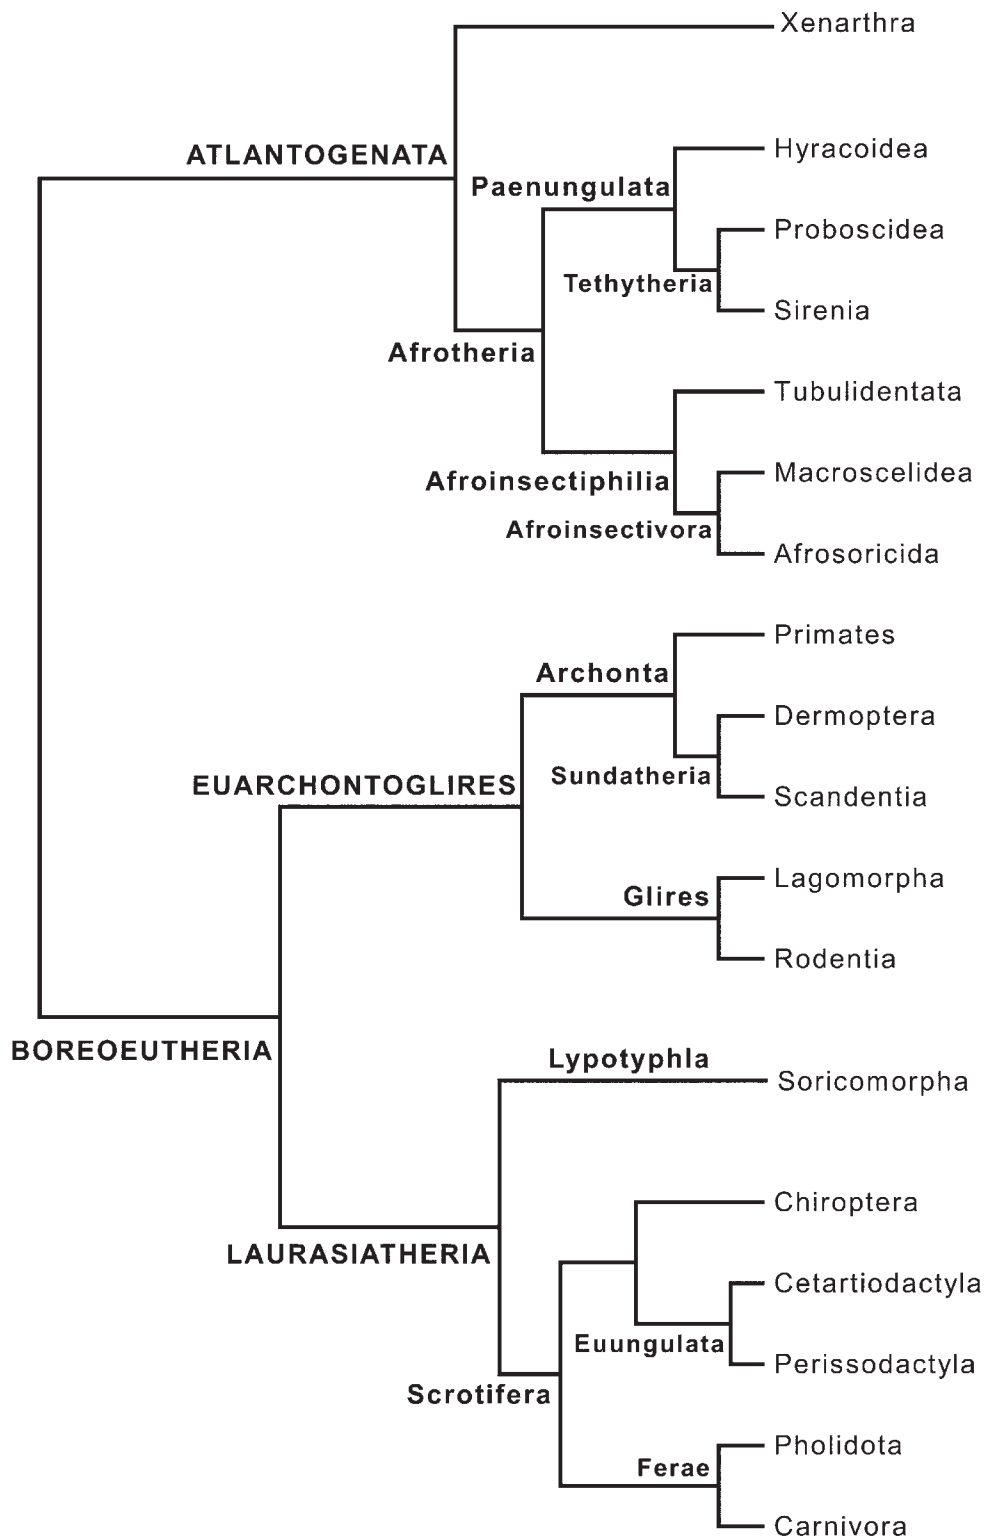 Xenarthra
ATLANTOGENATA
Hyracoidea
Paenungulata
Proboscidea
Tethytheria
Sirenia
Afrotheria
Tubulidentata
Afroinsectiphilia
Macroscelidea
Afroinsectivora
Afrosoricida
Primates
Archonta
Dermoptera
Sundatheria
EUARCHONTOGLIRES
Scandentia
Lagomorpha
Glires
Rodentia
BOREOEUTHERIA
Lypotyphla
Soricomorpha
Chiroptera
LAURASIATHERIA
Cetartiodactyla
Euungulata
Perissodactyla
Scrotifera
Pholidota
Ferae
Carnivora